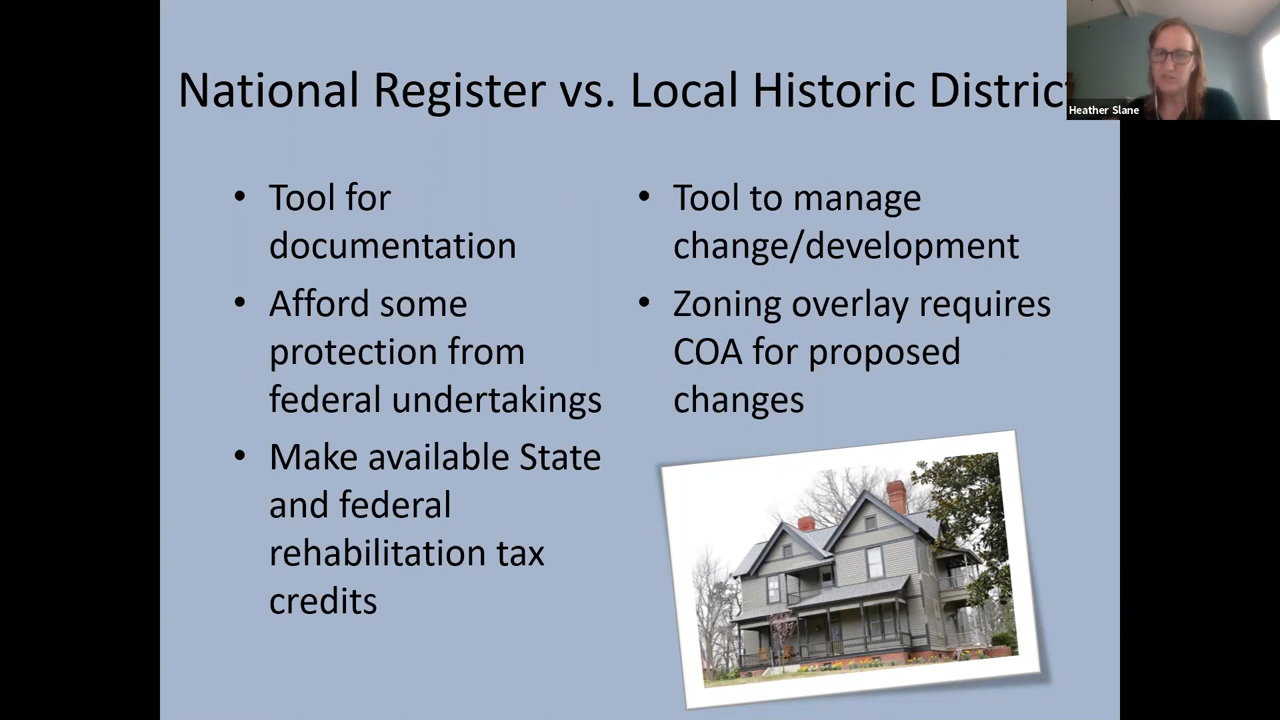 National Register vs. Local Historic District
Heather Slane
• Tool for
documentation
• Afford some
protection from
federal undertakings
• Make available State
and federal
rehabilitation tax
credits
• Tool to manage
change/development
• Zoning overlay requires
COA for proposed
changes